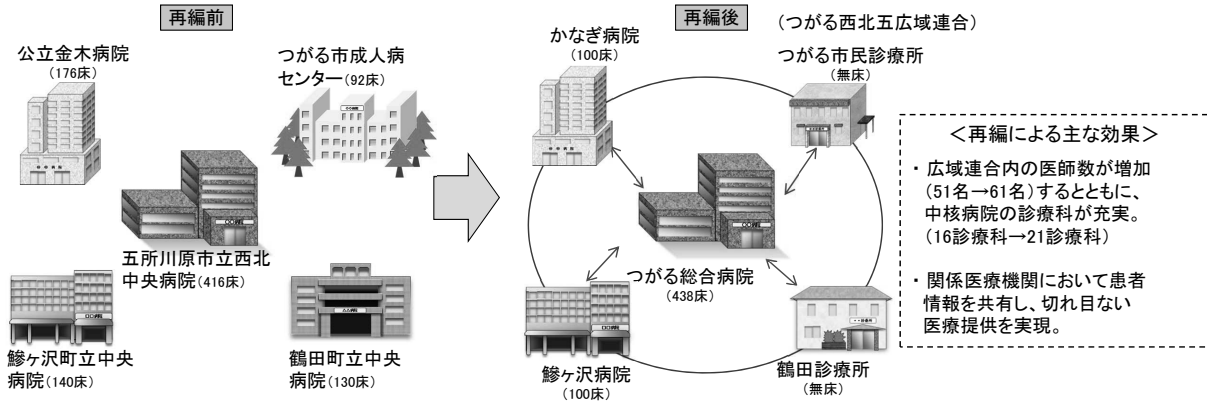 再編前
公立金木病院
(176床)
つがる市成人病
センター(92床)
五所川原市立西北
中央病院(416床)
鰺ヶ沢町立中央
病院(140床)
鶴田町立中央
病院(130床)
再編後
(つがる西北五広域連合)
かなぎ病院
(100床)
つがる市民診療所
(無床)
つがる総合病院
(438床)
鰺ヶ沢病院
(100床)
鶴田診療所
(無床)
＜再編による主な効果＞
・広域連合内の医師数が増加
(51名→61名)するとともに、
中核病院の診療科が充実。
(16診療科→21診療科)
・関係医療機関において患者
情報を共有し、切れ目ない
医療提供を実現。